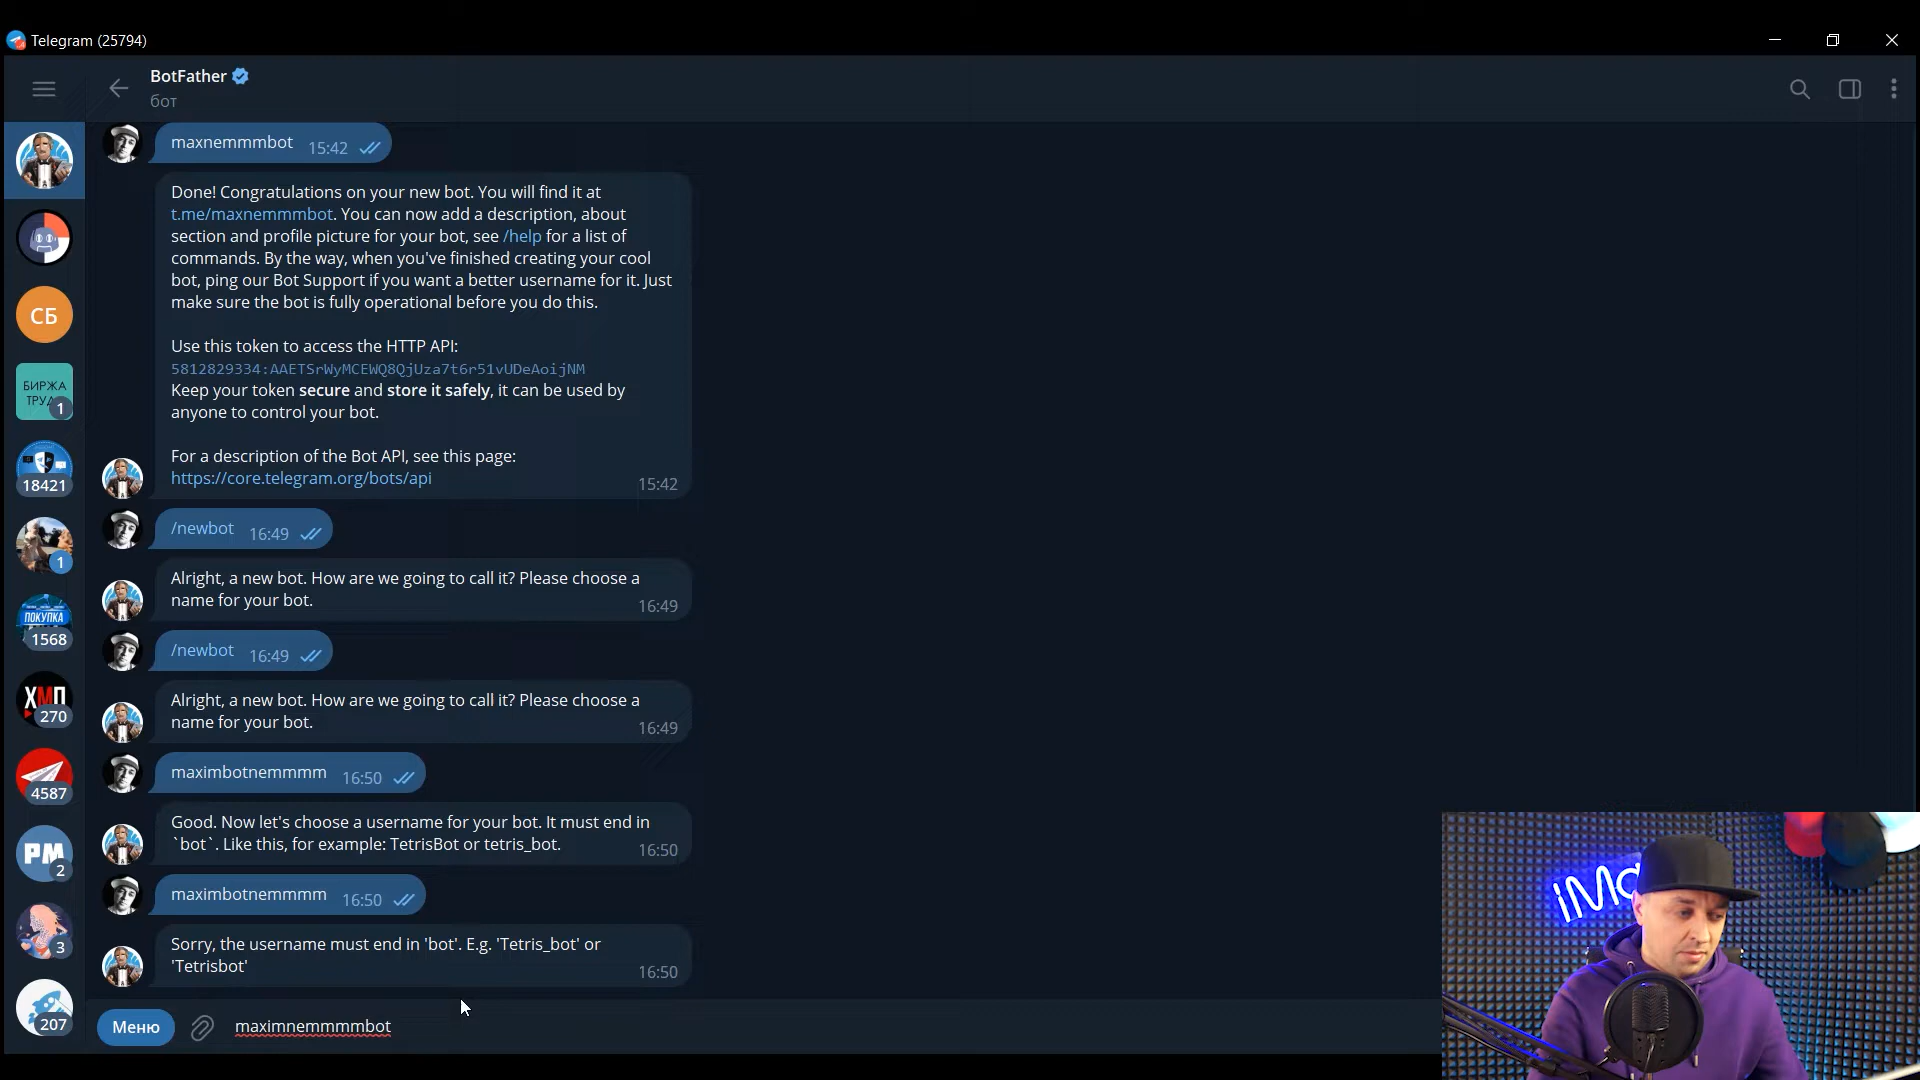 Telegram (25794)
BotFather
бот
maxnemmmbot 15:42
Done! Congratulations on your new bot. You will find it at
t.me/maxnemmmbot. You can now add a description, about
section and profile picture for your bot, see /help for a list of
commands. By the way, when you've finished creating your cool
bot, ping our Bot Support if you want a better username for it. Just
make sure the bot is fully operational before you do this.
Use this token to access the HTTP API:
5812829334:AAETSrWyMCEWQ8QjUza7t6r51vUDeAoijNM
Keep your token secure and store it safely, it can be used by
anyone to control your bot.
For a description of the Bot API, see this page:
https://core.telegram.org/bots/api
15:42
/newbot 16:49
Alright, a new bot. How are we going to call it? Please choose a
name for your bot.
16:49
/newbot 16:49
Alright, a new bot. How are we going to call it? Please choose a
name for your bot.
16:49
maximbotnemmmm 16:50
Good. Now let's choose a username for your bot. It must end in
`bot`. Like this, for example: TetrisBot or tetris_bot.
16:50
maximbotnemmmm 16:50
Sorry, the username must end in 'bot'. E.g. 'Tetris_bot' or
'Tetrisbot'
16:50
Меню
maximnemmmmbot
СБ
БИРЖА
1
18421
1
ПОКУПКА
1568
ХМП
270
4587
PM
2
3
207